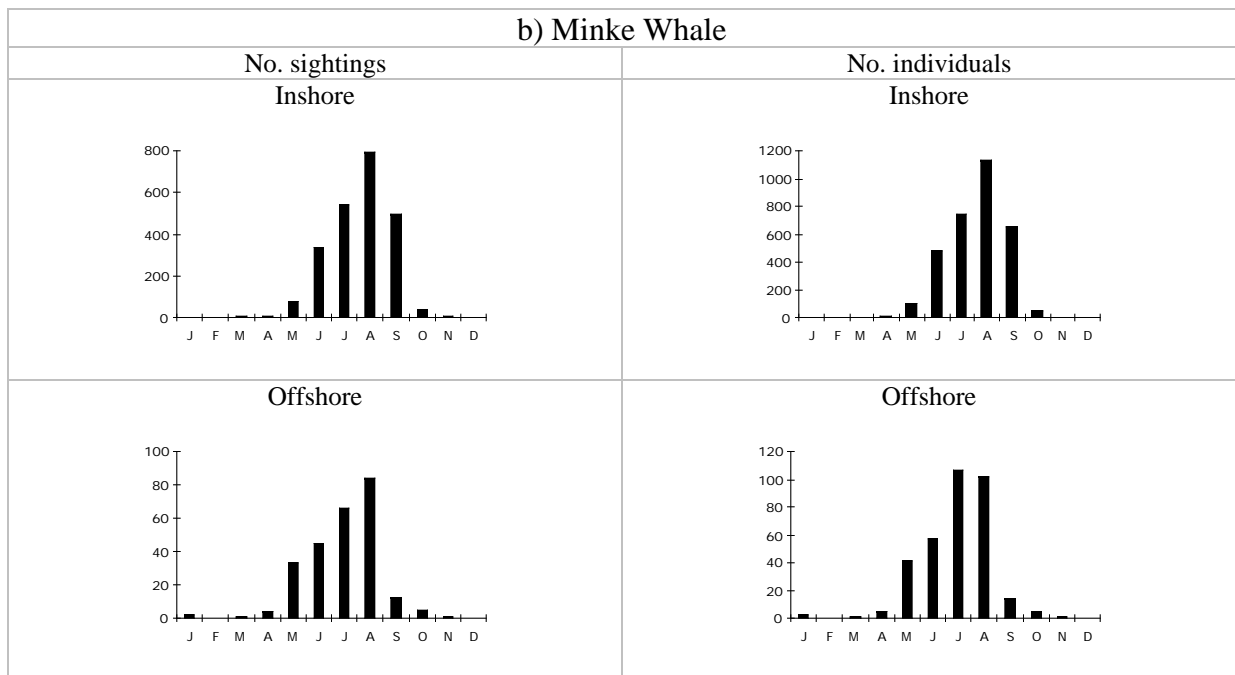 b) Minke Whale
No. sightings
No. individuals
Inshore
800
600
400
200
0
J F M A M J J A S O N D
Inshore
1200
1000
800
600
400
200
0
J F M A M J J A S O N D
Offshore
100
80
60
40
20
0
J F M A M J J A S O N D
Offshore
120
100
80
60
40
20
0
J F M A M J J A S O N D